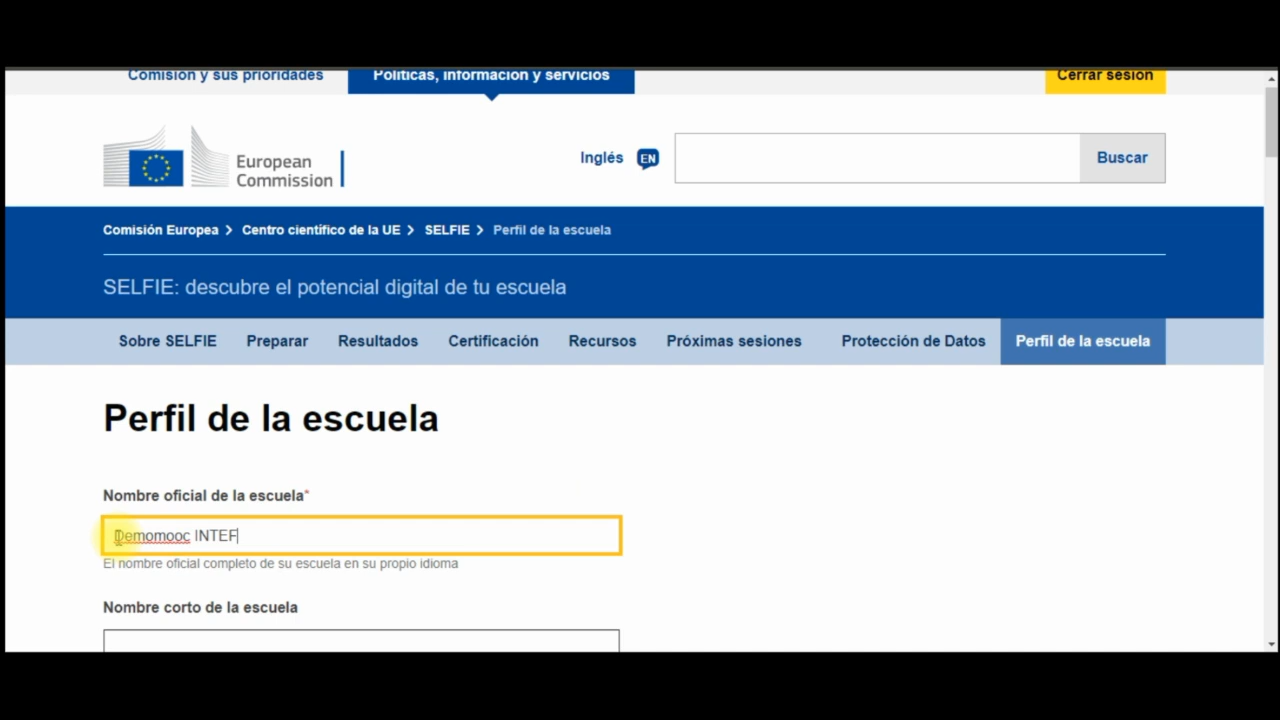 Comisión y sus prioridades
Políticas, información y servicios
Cerrar sesión
European
Commission
Inglés EN
Buscar
Comisión Europea > Centro científico de la UE > SELFIE > Perfil de la escuela
SELFIE: descubre el potencial digital de tu escuela
Sobre SELFIE Preparar Resultados Certificación Recursos Próximas sesiones Protección de Datos Perfil de la escuela
Perfil de la escuela
Nombre oficial de la escuela*
Demomooc INTEF
El nombre oficial completo de su escuela en su propio idioma
Nombre corto de la escuela